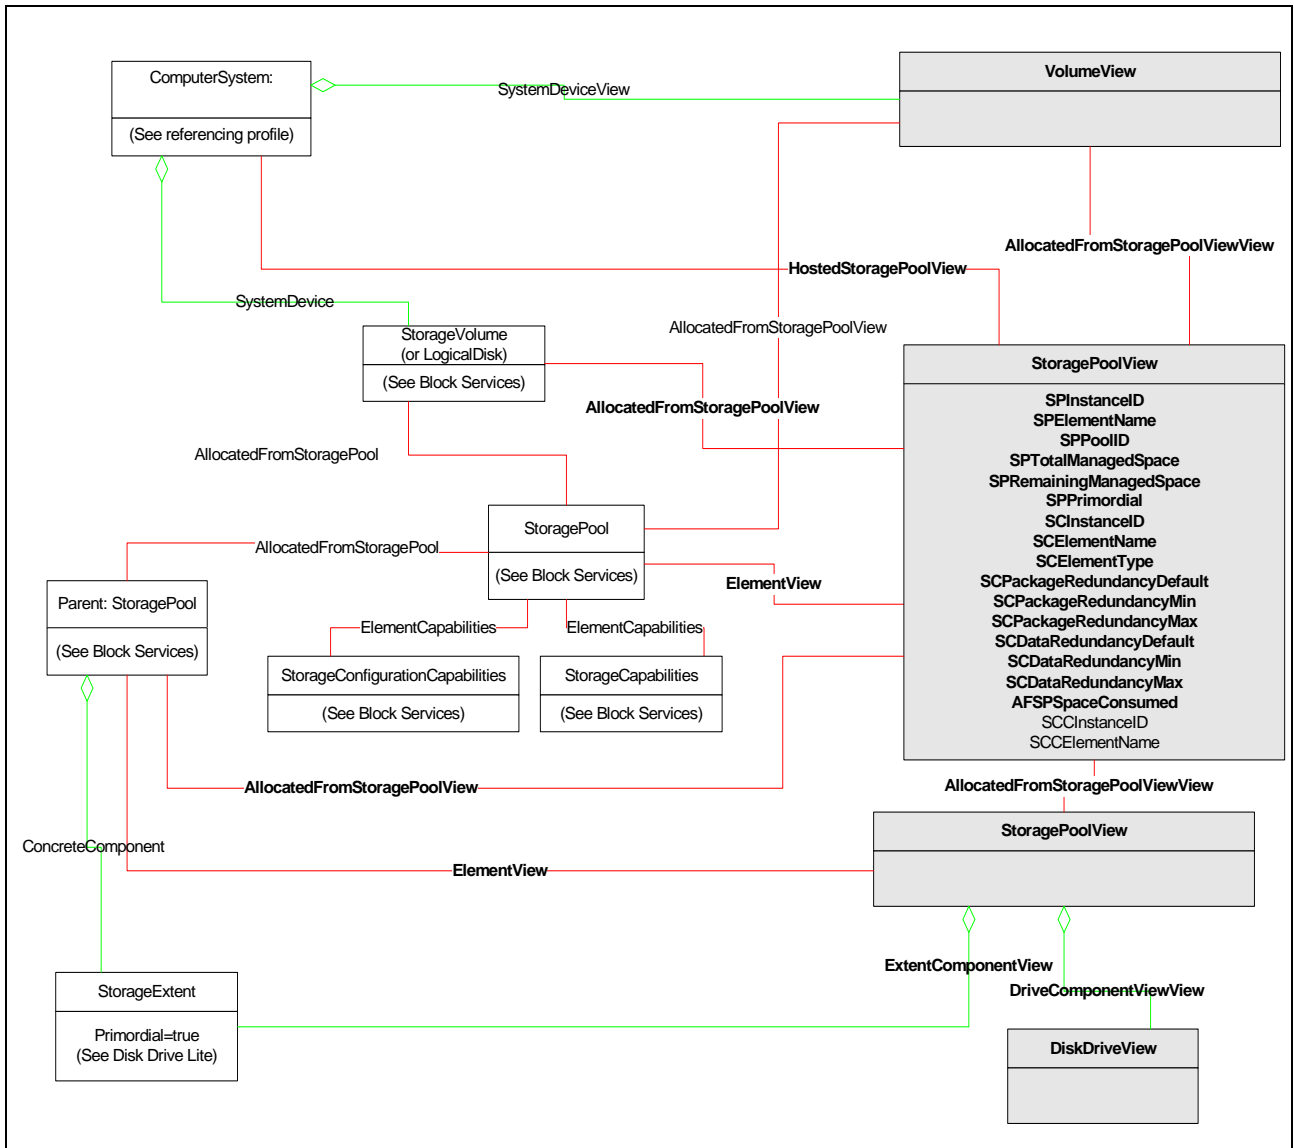 ComputerSystem:
(See referencing profile)
SystemDeviceView
VolumeView
AllocatedFromStoragePoolViewView
HostedStoragePoolView
SystemDevice
AllocatedFromStoragePoolView
StorageVolume
(or LogicalDisk)
(See Block Services)
AllocatedFromStoragePoolView
AllocatedFromStoragePool
StoragePoolView
SPInstanceID
SPElementName
SPPoolID
SPTotalManagedSpace
SPRemainingManagedSpace
SPPrimordial
SCInstanceID
SCElementName
SCElementType
SCPackageRedundancyDefault
SCPackageRedundancyMin
SCPackageRedundancyMax
SCDataRedundancyDefault
SCDataRedundancyMin
SCDataRedundancyMax
AFSPSpaceConsumed
SCCInstanceID
SCCElementName
StoragePool
(See Block Services)
AllocatedFromStoragePool
ElementView
Parent: StoragePool
(See Block Services)
ElementCapabilities
ElementCapabilities
StorageConfigurationCapabilities
(See Block Services)
StorageCapabilities
(See Block Services)
AllocatedFromStoragePoolView
AllocatedFromStoragePoolViewView
StoragePoolView
ConcreteComponent
ElementView
ExtentComponentView
DriveComponentViewView
StorageExtent
Primordial=true
(See Disk Drive Lite)
DiskDriveView